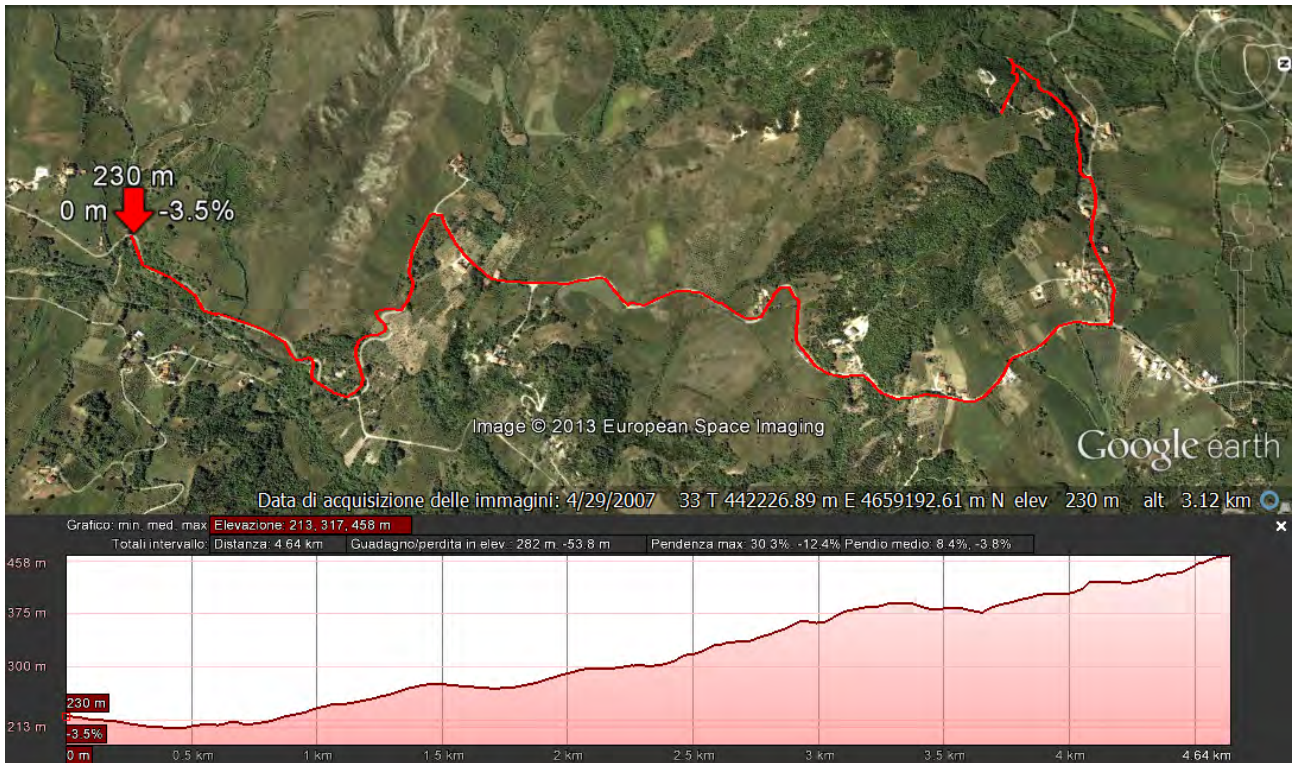 N
230 m
0 m -3.5%
Image © 2013 European Space Imaging
Google earth
Data di acquisizione delle immagini: 4/29/2007 33 T 442226.89 m E 4659192.61 m N elev 230 m alt 3.12 km
Grafico: min. med. max Elevazione: 213, 317, 458 m
Totali intervallo: Distanza: 4.64 km Guadagno/perdita in elev.: 282 m. -53.8 m Pendenza max: 30.3% -12.4% Pendio medio: 8.4%, -3.8%
458 m
375 m
300 m
230 m
213 m
-3.5%
0 m 0.5 km 1 km 1.5 km 2 km 2.5 km 3 km 3.5 km 4 km 4.64 km